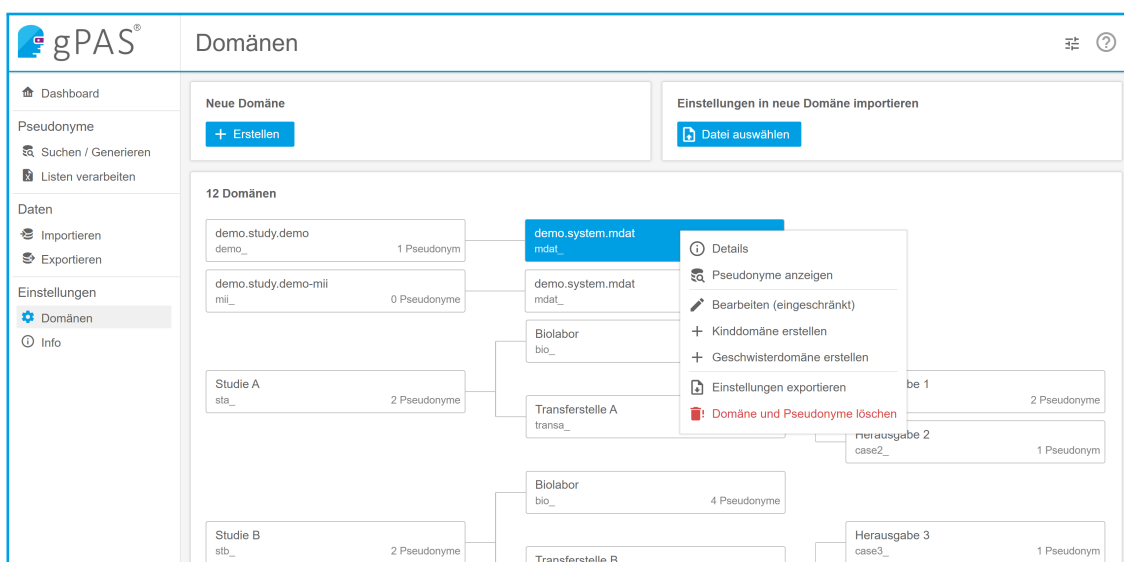 gPAS®
Domänen
Dashboard
Pseudonyme
Suchen / Generieren
Listen verarbeiten
Daten
Importieren
Exportieren
Einstellungen
Domänen
Info
Neue Domäne
+ Erstellen
Einstellungen in neue Domäne importieren
Datei auswählen
12 Domänen
demo.study.demo
demo_ 1 Pseudonym
demo.system.mdat
mdat_
demo.study.demo-mii
mii_ 0 Pseudonyme
demo.system.mdat
mdat_
Biolabor
bio_
Studie A
sta_ 2 Pseudonyme
Transferstelle A
transa_
Details
Pseudonyme anzeigen
Bearbeiten (eingeschränkt)
+ Kinddomäne erstellen
+ Geschwisterdomäne erstellen
Einstellungen exportieren
Domäne und Pseudonyme löschen
be 1
2 Pseudonyme
Herausgabe 2
case2_ 1 Pseudonym
Biolabor
bio_ 4 Pseudonyme
Studie B
stb_ 2 Pseudonyme
Transferstelle B
Herausgabe 3
case3_ 1 Pseudonym